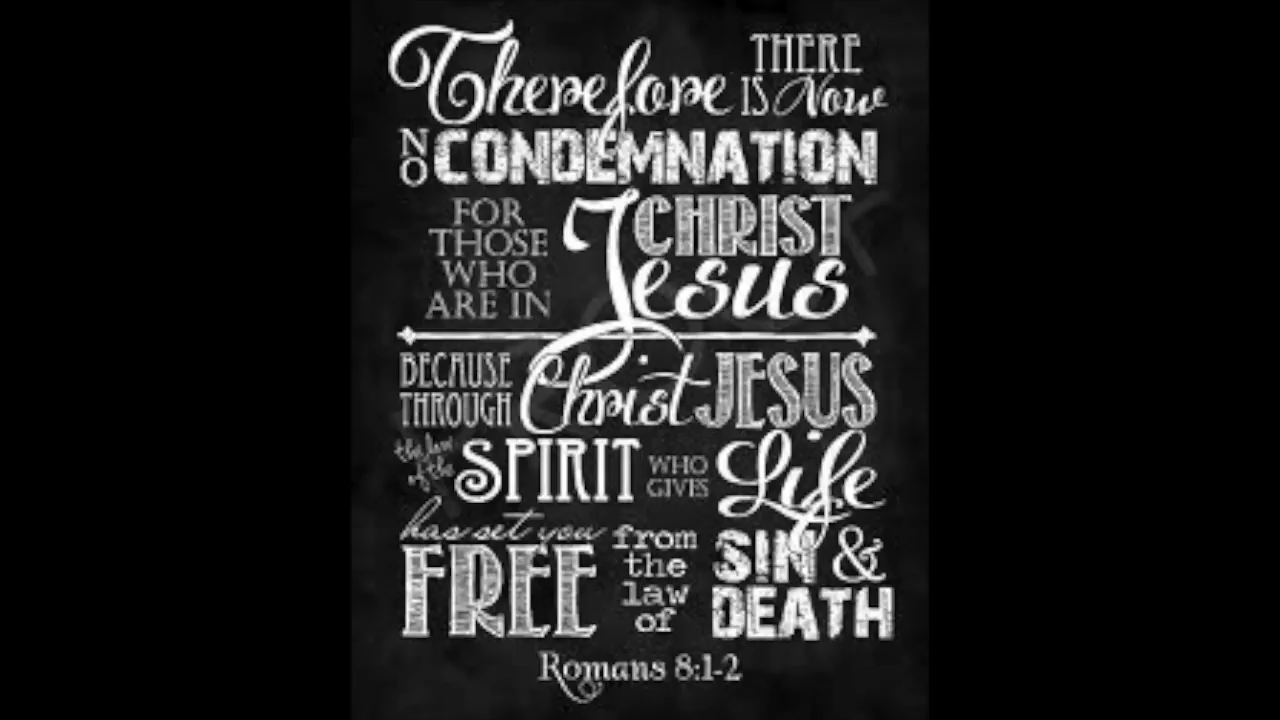 Therefore THERE IS Now
NO CONDEMNATION
FOR THOSE WHO ARE IN CHRIST Jesus
BECAUSE THROUGH Christ JESUS
the law of the SPIRIT WHO GIVES Life
has set you FREE from the law of SIN & DEATH
Romans 8:1-2